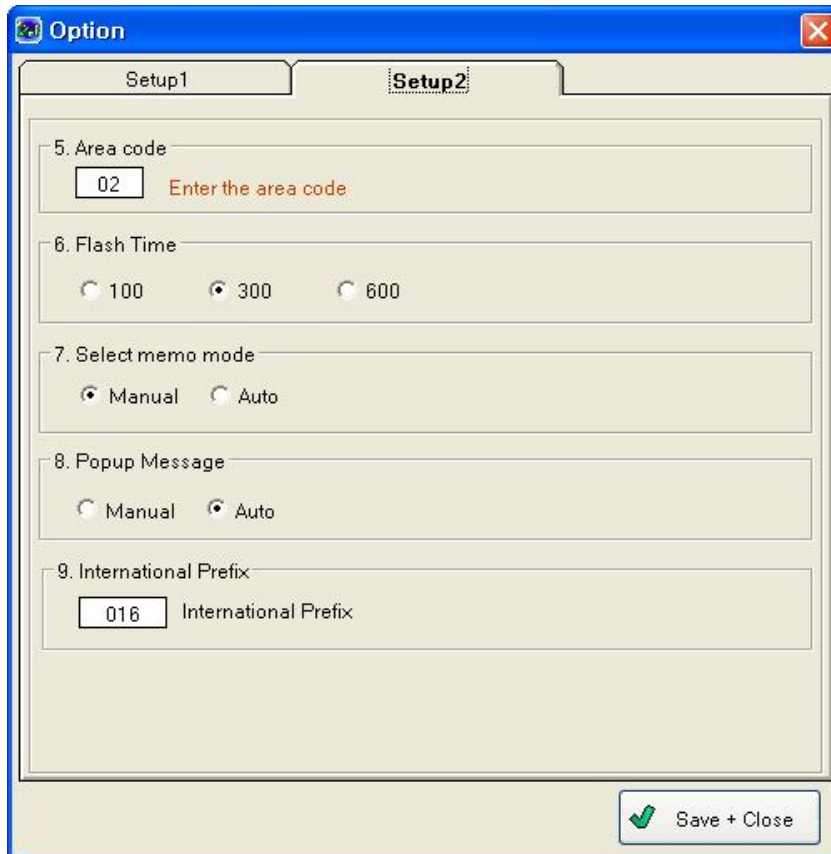 Option
Setup1 Setup2
5. Area code
02 Enter the area code
6. Flash Time
100 300 600
7. Select memo mode
Manual Auto
8. Popup Message
Manual Auto
9. International Prefix
016 International Prefix
Save + Close